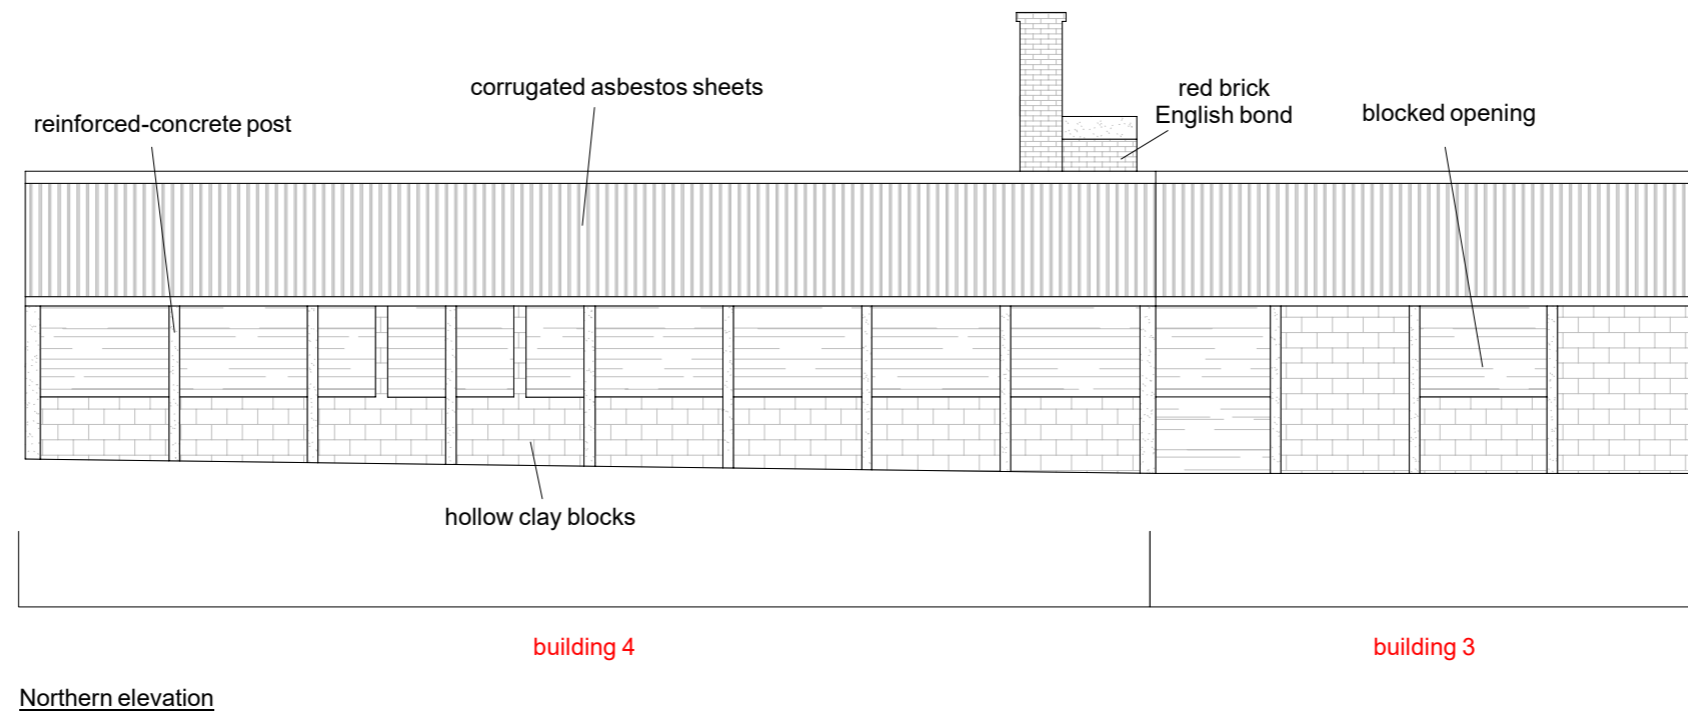 corrugated asbestos sheets
red brick
English bond
blocked opening
reinforced-concrete post
hollow clay blocks
building 4
building 3
Northern elevation